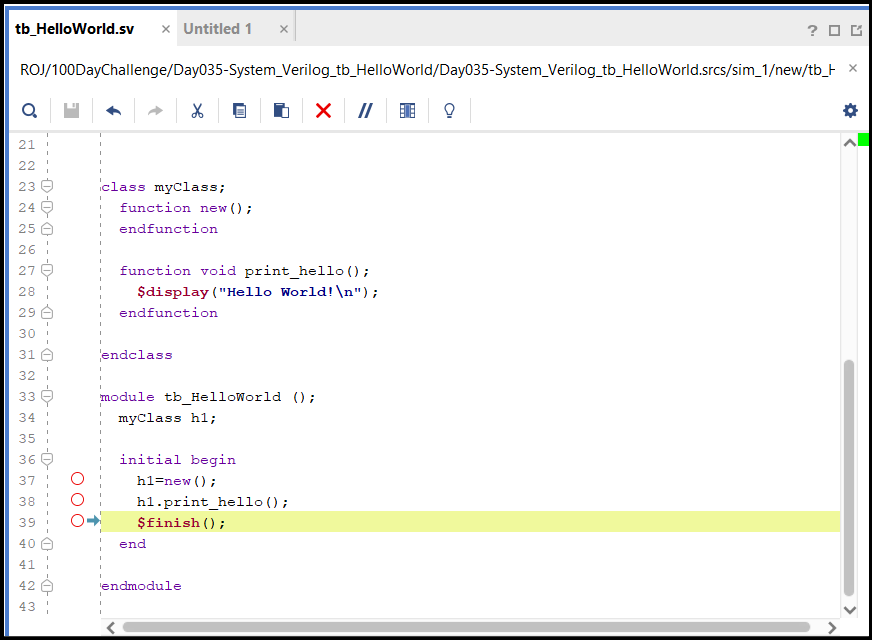 tb_HelloWorld.sv × Untitled 1 × ?
ROJ/100DayChallenge/Day035-System_Verilog_tb_HelloWorld/Day035-System_Verilog_tb_HelloWorld.srcs/sim_1/new/tb_H ×
//
21
22
23 class myClass;
24 function new();
25 endfunction
26
27 function void print_hello();
28 $display("Hello World!\n");
29 endfunction
30
31 endclass
32
33 module tb_HelloWorld ();
34 myClass h1;
35
36 initial begin
37 h1=new();
38 h1.print_hello();
39 $finish();
40 end
41
42 endmodule
43